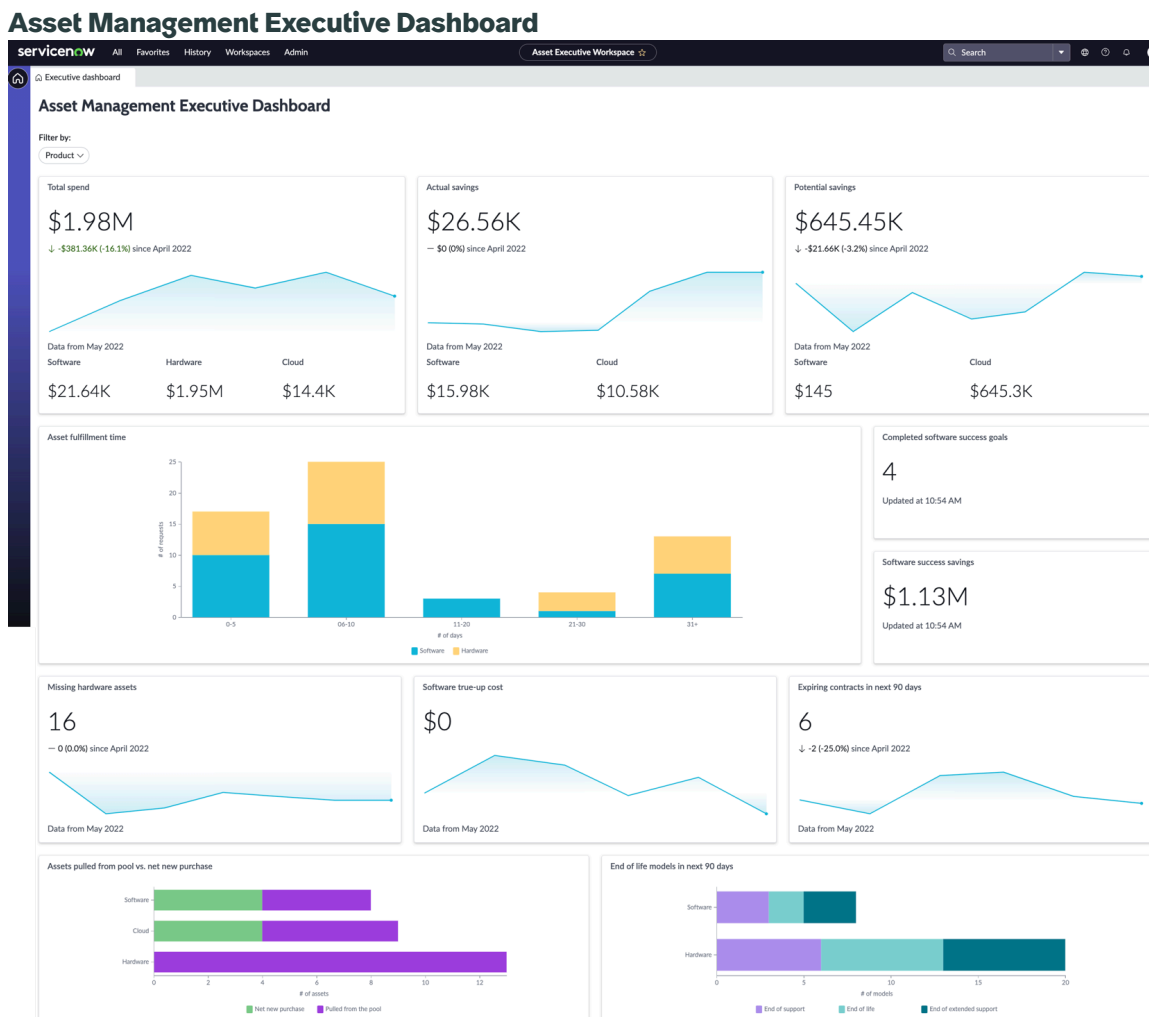 Asset Management Executive Dashboard
servicenow All Favorites History Workspaces Admin Asset Executive Workspace ☆ Search
Executive dashboard
Asset Management Executive Dashboard
Filter by:
Product
Total spend
$1.98M
↓ -$381.36K (-16.1%) since April 2022
Data from May 2022
Software Hardware Cloud
$21.64K $1.95M $14.4K
Actual savings
$26.56K
— $0 (0%) since April 2022
Data from May 2022
Software Cloud
$15.98K $10.58K
Potential savings
$645.45K
↓ -$21.66K (-3.2%) since April 2022
Data from May 2022
Software Cloud
$145 $645.3K
Asset fulfillment time
25
20
15
10
5
0
# of requests
0-5 06-10 11-20 21-30 31+
# of days
Software Hardware
Completed software success goals
4
Updated at 10:54 AM
Software success savings
$1.13M
Updated at 10:54 AM
Missing hardware assets
16
— 0 (0.0%) since April 2022
Data from May 2022
Software true-up cost
$0
Data from May 2022
Expiring contracts in next 90 days
6
↓ -2 (-25.0%) since April 2022
Data from May 2022
Assets pulled from pool vs. net new purchase
Software
Cloud
Hardware
0 2 4 6 8 10 12
# of assets
Net new purchase Pulled from the pool
End of life models in next 90 days
Software
Hardware
0 5 10 15 20
# of models
End of support End of life End of extended support